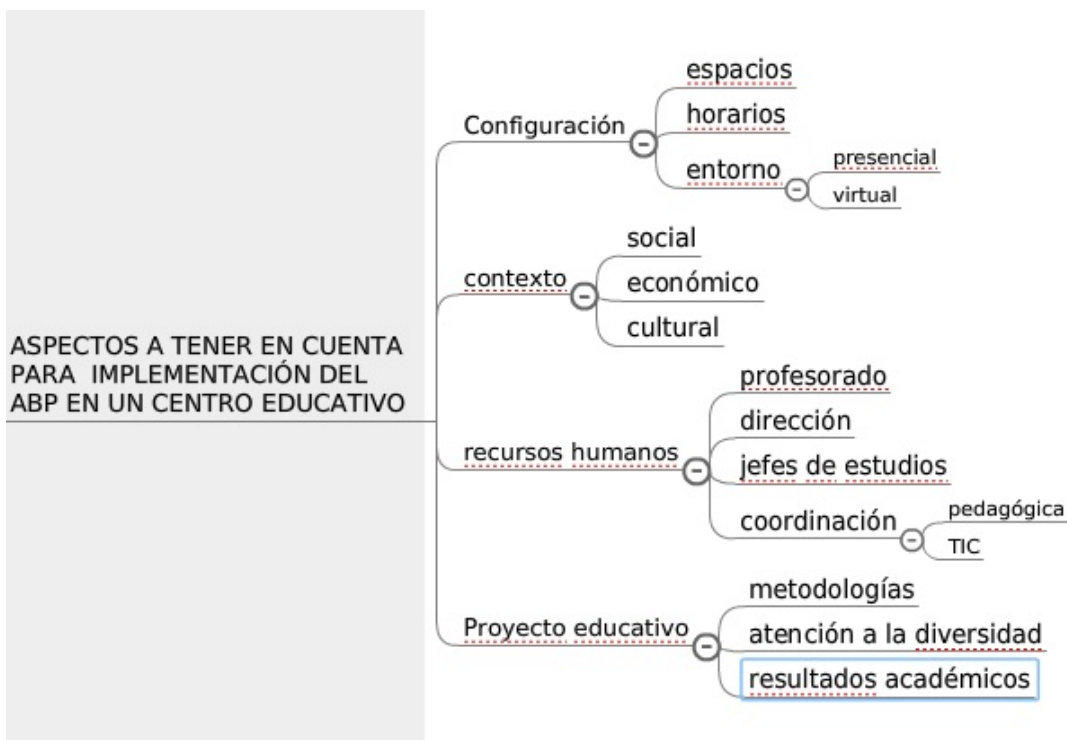 ASPECTOS A TENER EN CUENTA
PARA IMPLEMENTACIÓN DEL
ABP EN UN CENTRO EDUCATIVO
Configuración
espacios
horarios
entorno
presencial
virtual
contexto
social
económico
cultural
recursos humanos
profesorado
dirección
jefes de estudios
coordinación
pedagógica
TIC
Proyecto educativo
metodologías
atención a la diversidad
resultados académicos